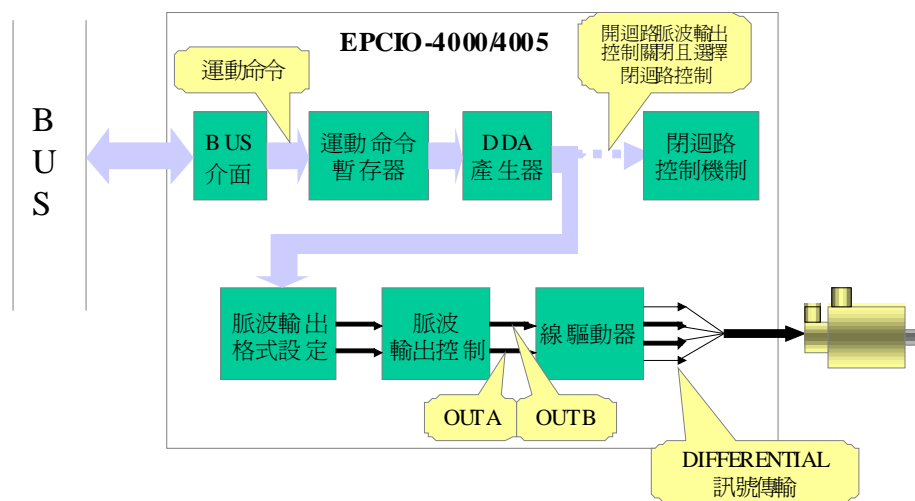 EPCIO-4000/4005
開迴路脈波輸出
控制關閉且選擇
閉迴路控制
運動命令
B
U
S
BUS
介面
運動命令
暫存器
DDA
產生器
閉迴路
控制機制
脈波輸出
格式設定
脈波
輸出控制
線驅動器
OUTA
OUTB
DIFFERENTIAL
訊號傳輸